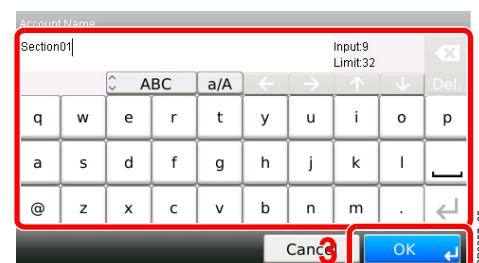 Account Name
Section01
Input:9
Limit:32
ABC a/A Del.
q w e r t y u i o p
a s d f g h j k l
@ z x c v b n m .
Cancel 3 OK